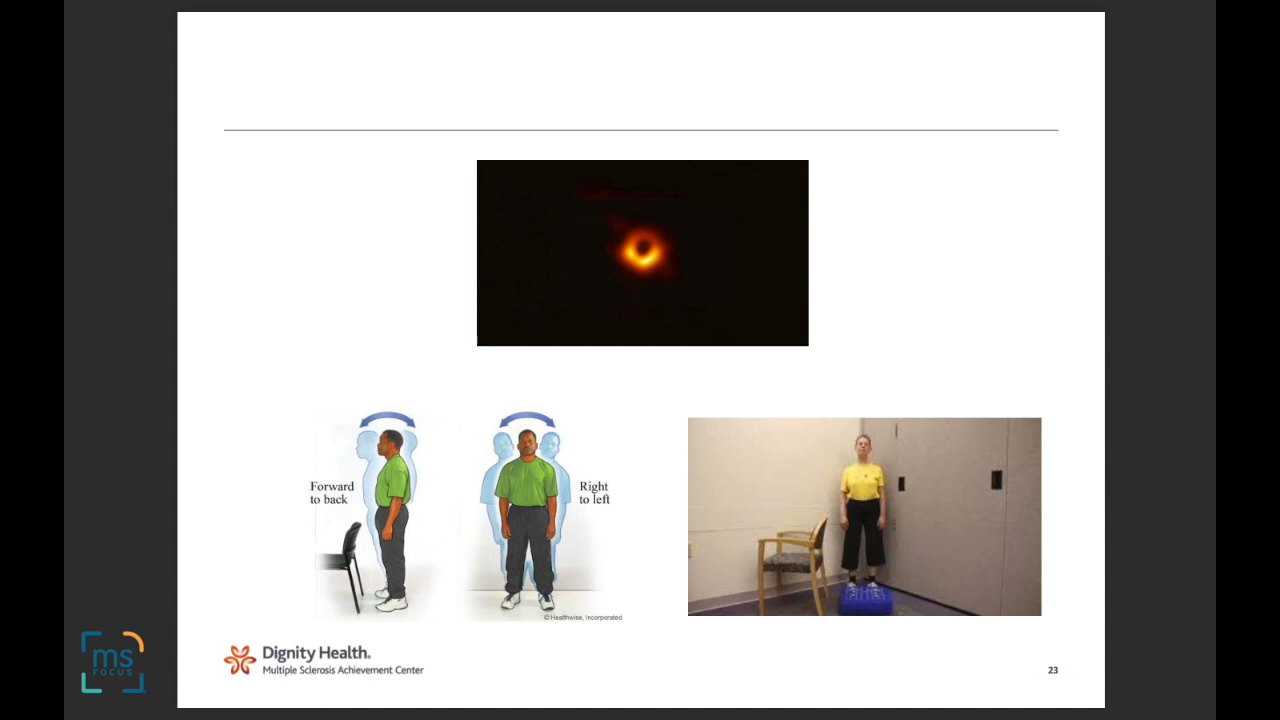 Forward
to back
Right
to left
© Healthwise, Incorporated
Dignity Health.
Multiple Sclerosis Achievement Center
23
ms
FOCUS